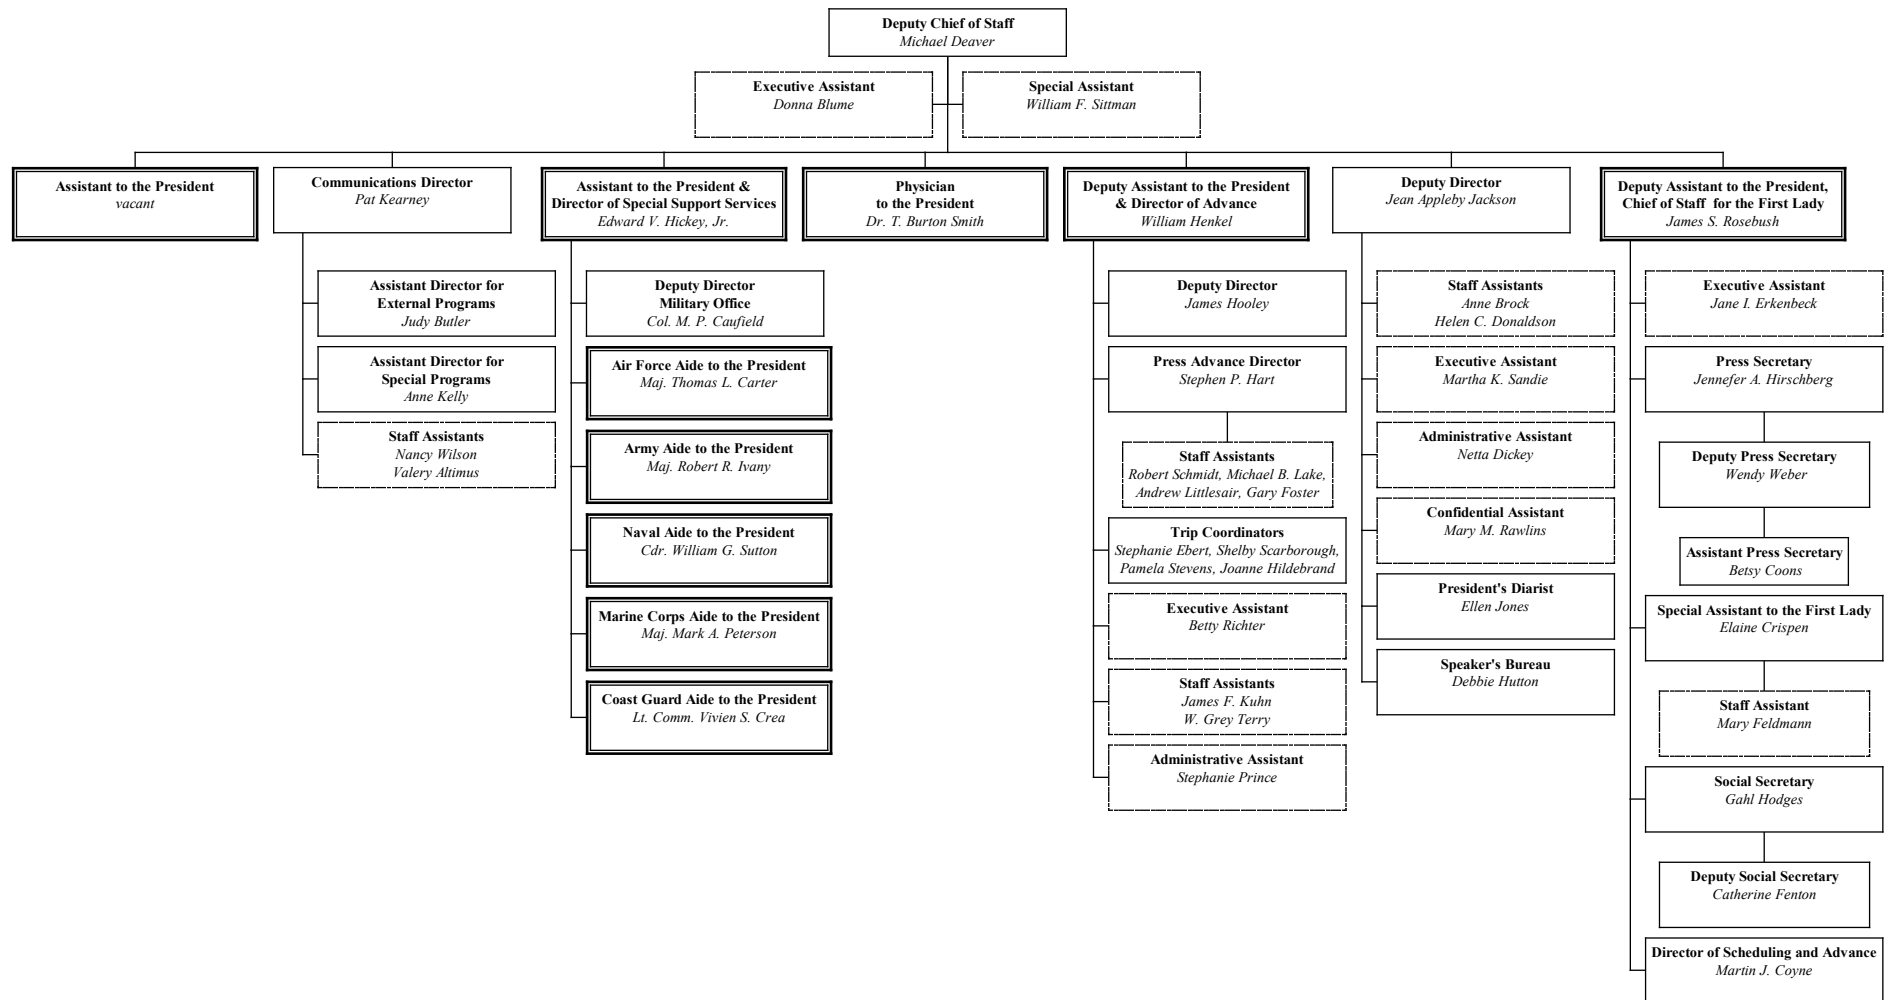 Deputy Chief of Staff
Michael Deaver
Executive Assistant
Donna Blume
Special Assistant
William F. Sittman
Assistant to the President
vacant
Communications Director
Pat Kearney
Assistant Director for
External Programs
Judy Butler
Assistant Director for
Special Programs
Anne Kelly
Staff Assistants
Nancy Wilson
Valery Altimus
Assistant to the President &
Director of Special Support Services
Edward V. Hickey, Jr.
Deputy Director
Military Office
Col. M. P. Caufield
Air Force Aide to the President
Maj. Thomas L. Carter
Army Aide to the President
Maj. Robert R. Ivany
Naval Aide to the President
Cdr. William G. Sutton
Marine Corps Aide to the President
Maj. Mark A. Peterson
Coast Guard Aide to the President
Lt. Comm. Vivien S. Crea
Physician
to the President
Dr. T. Burton Smith
Deputy Assistant to the President
& Director of Advance
William Henkel
Deputy Director
James Hooley
Press Advance Director
Stephen P. Hart
Staff Assistants
Robert Schmidt, Michael B. Lake,
Andrew Littlesair, Gary Foster
Trip Coordinators
Stephanie Ebert, Shelby Scarborough,
Pamela Stevens, Joanne Hildebrand
Executive Assistant
Betty Richter
Staff Assistants
James F. Kuhn
W. Grey Terry
Administrative Assistant
Stephanie Prince
Deputy Director
Jean Appleby Jackson
Staff Assistants
Anne Brock
Helen C. Donaldson
Executive Assistant
Martha K. Sandie
Administrative Assistant
Netta Dickey
Confidential Assistant
Mary M. Rawlins
President's Diarist
Ellen Jones
Speaker's Bureau
Debbie Hutton
Deputy Assistant to the President,
Chief of Staff for the First Lady
James S. Rosebush
Executive Assistant
Jane I. Erkenbeck
Press Secretary
Jennefer A. Hirschberg
Deputy Press Secretary
Wendy Weber
Assistant Press Secretary
Betsy Coons
Special Assistant to the First Lady
Elaine Crispen
Staff Assistant
Mary Feldmann
Social Secretary
Gahl Hodges
Deputy Social Secretary
Catherine Fenton
Director of Scheduling and Advance
Martin J. Coyne